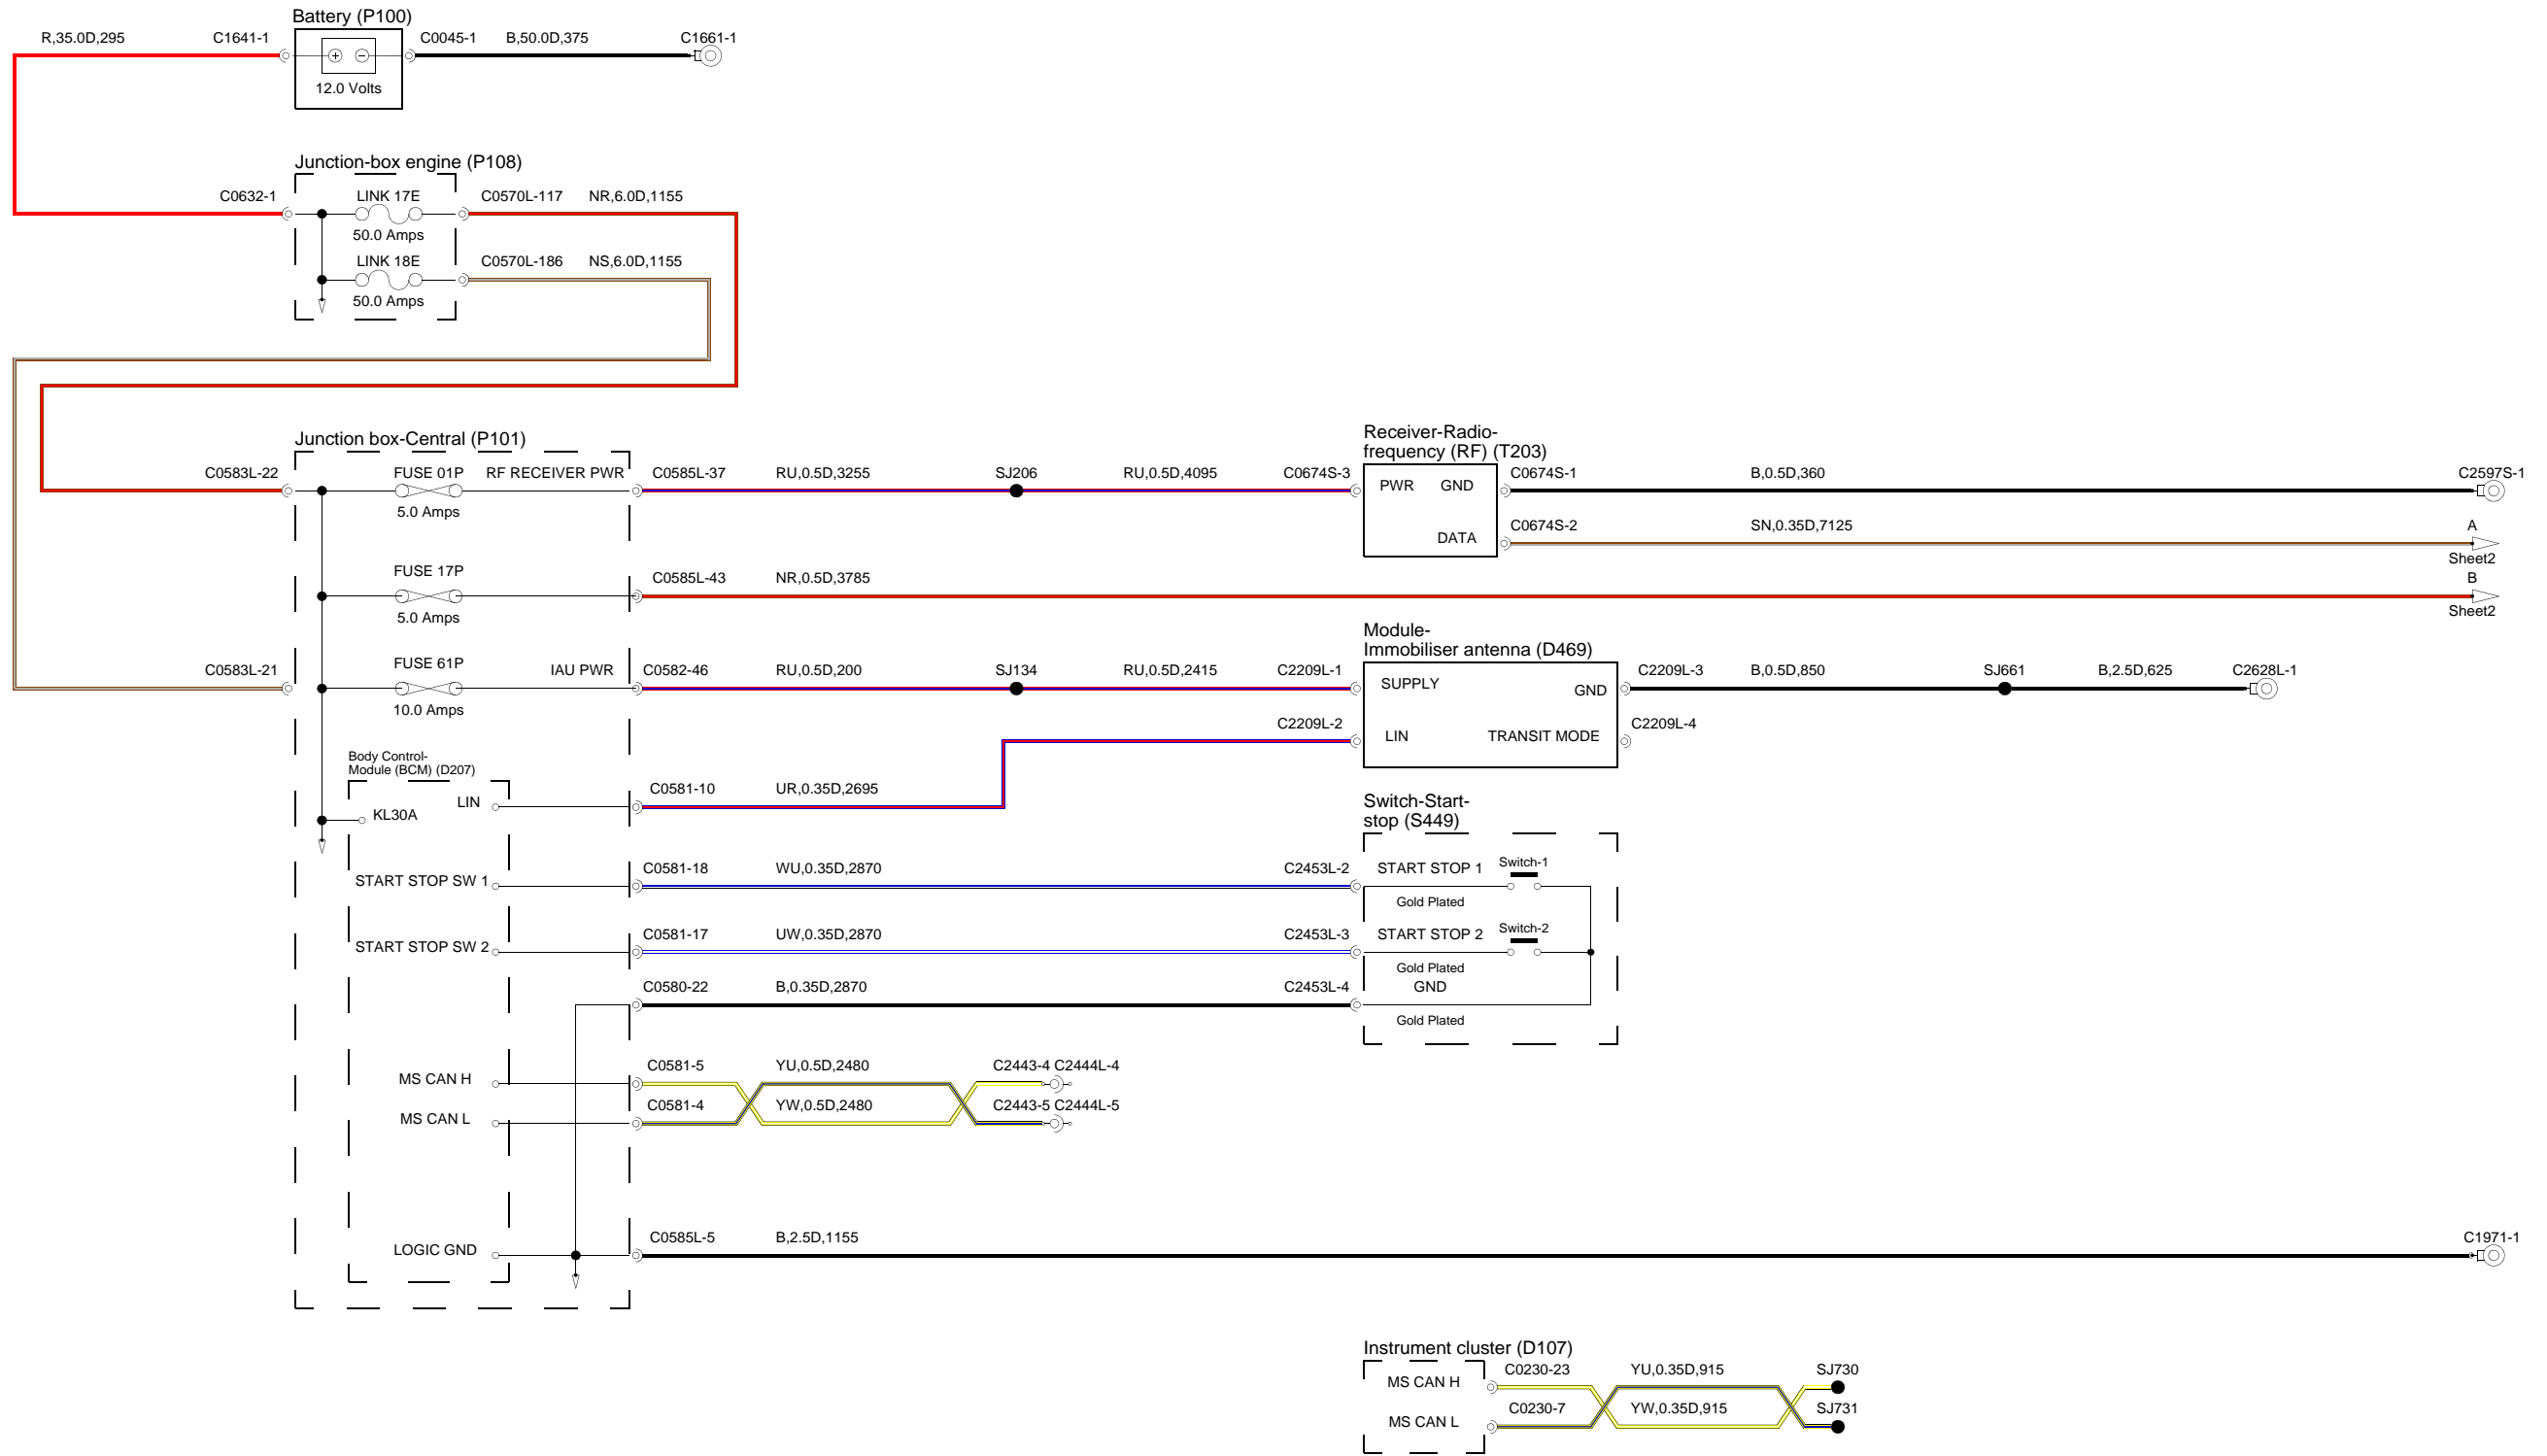 Battery (P100)
R,35.0D,295 C1641-1 C0045-1 B,50.0D,375 C1661-1
12.0 Volts
Junction-box engine (P108)
C0632-1 LINK 17E C0570L-117 NR,6.0D,1155
50.0 Amps
LINK 18E C0570L-186 NS,6.0D,1155
50.0 Amps
Junction box-Central (P101)
Receiver-Radio-
frequency (RF) (T203)
C0583L-22 FUSE 01P RF RECEIVER PWR C0585L-37 RU,0.5D,3255 SJ206 RU,0.5D,4095 C0674S-3 C0674S-1 B,0.5D,360 C2597S-1
PWR GND
5.0 Amps
C0674S-2 SN,0.35D,7125 A
DATA
Sheet2
FUSE 17P C0585L-43 NR,0.5D,3785 B
5.0 Amps
Sheet2
Module-
Immobiliser antenna (D469)
C0583L-21 FUSE 61P IAU PWR C0582-46 RU,0.5D,200 SJ134 RU,0.5D,2415 C2209L-1 C2209L-3 B,0.5D,850 SJ661 B,2.5D,625 C2628L-1
SUPPLY GND
10.0 Amps
C2209L-2 C2209L-4
LIN TRANSIT MODE
Body Control-
Module (BCM) (D207)
C0581-10 UR,0.35D,2695
LIN
KL30A
Switch-Start-
stop (S449)
C0581-18 WU,0.35D,2870 C2453L-2 START STOP 1 Switch-1
START STOP SW 1
Gold Plated
C0581-17 UW,0.35D,2870 C2453L-3 START STOP 2 Switch-2
START STOP SW 2
Gold Plated
C0580-22 B,0.35D,2870 C2453L-4 GND
Gold Plated
C0581-5 YU,0.5D,2480 C2443-4 C2444L-4
MS CAN H
C0581-4 YW,0.5D,2480 C2443-5 C2444L-5
MS CAN L
C0585L-5 B,2.5D,1155 C1971-1
LOGIC GND
Instrument cluster (D107)
C0230-23 YU,0.35D,915 SJ730
MS CAN H
C0230-7 YW,0.35D,915 SJ731
MS CAN L